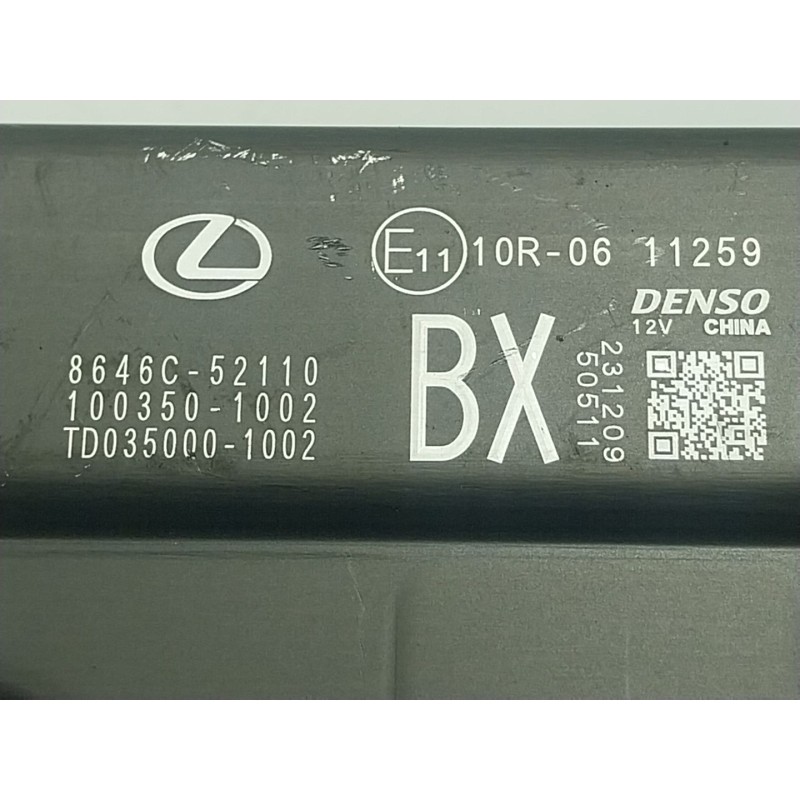 E11 10R-06 11259
DENSO
12V CHINA
8646C-52110
100350-1002
TD035000-1002
BX
231209
50511